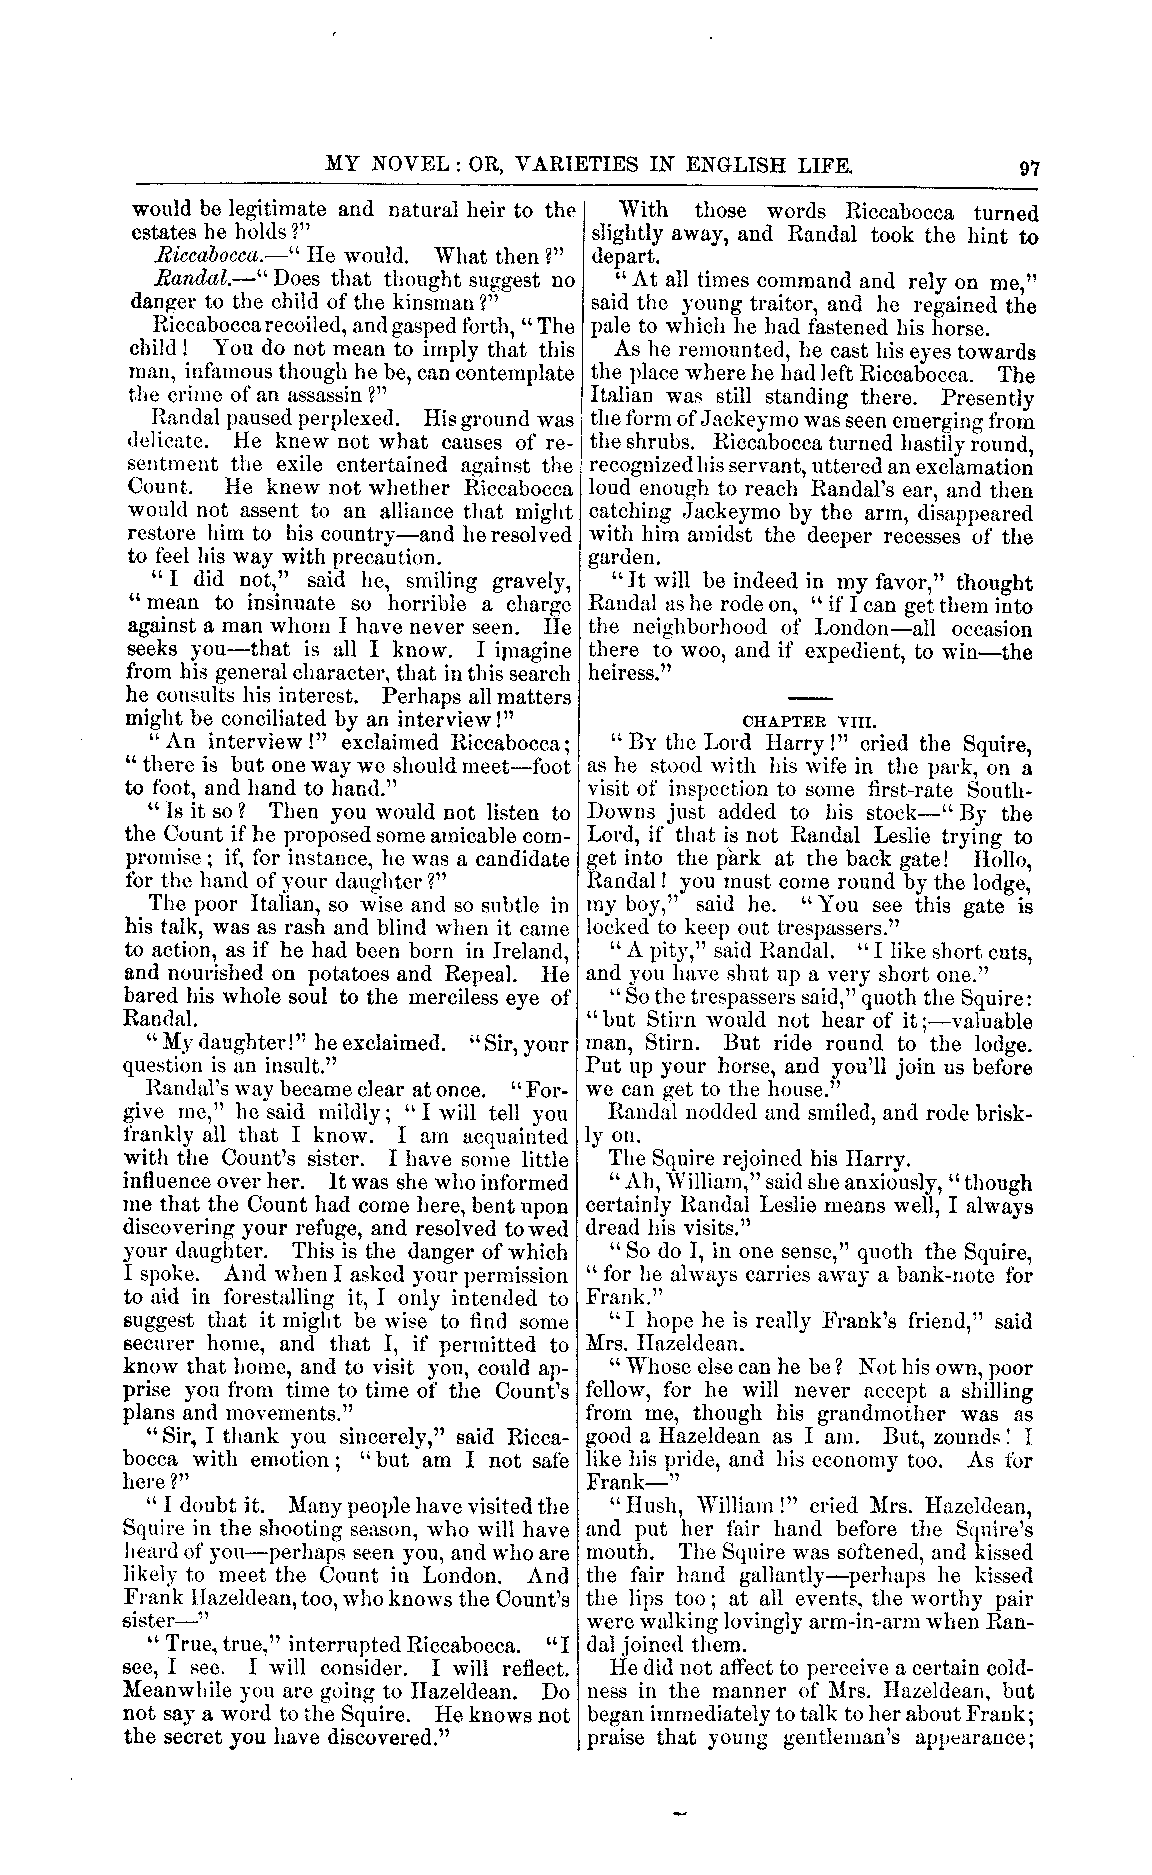 MY NOVEL: OR, VARIETIES IN ENGLISH LIFE. 97
would be legitimate and natural heir to the
estates he holds?"
Riccabocca.—"He would. What then?"
Randal.—"Does that thought suggest no
danger to the child of the kinsman?"
Riccabocca recoiled, and gasped forth, "The
child! You do not mean to imply that this
man, infamous though he be, can contemplate
the crime of an assassin?"
Randal paused perplexed. His ground was
delicate. He knew not what causes of re-
sentment the exile entertained against the
Count. He knew not whether Riccabocca
would not assent to an alliance that might
restore him to his country—and he resolved
to feel his way with precaution.
"I did not," said he, smiling gravely,
"mean to insinuate so horrible a charge
against a man whom I have never seen. He
seeks you—that is all I know. I imagine
from his general character, that in this search
he consults his interest. Perhaps all matters
might be conciliated by an interview!"
"An interview!" exclaimed Riccabocca;
"there is but one way we should meet—foot
to foot, and hand to hand."
"Is it so? Then you would not listen to
the Count if he proposed some amicable com-
promise; if, for instance, he was a candidate
for the hand of your daughter?"
The poor Italian, so wise and so subtle in
his talk, was as rash and blind when it came
to action, as if he had been born in Ireland,
and nourished on potatoes and Repeal. He
bared his whole soul to the merciless eye of
Randal.
"My daughter!" he exclaimed. "Sir, your
question is an insult."
Randal's way became clear at once. "For-
give me," he said mildly; "I will tell you
frankly all that I know. I am acquainted
with the Count's sister. I have some little
influence over her. It was she who informed
me that the Count had come here, bent upon
discovering your refuge, and resolved to wed
your daughter. This is the danger of which
I spoke. And when I asked your permission
to aid in forestalling it, I only intended to
suggest that it might be wise to find some
securer home, and that I, if permitted to
know that home, and to visit you, could ap-
prise you from time to time of the Count's
plans and movements."
"Sir, I thank you sincerely," said Ricca-
bocca with emotion; "but am I not safe
here?"
"I doubt it. Many people have visited the
Squire in the shooting season, who will have
heard of you—perhaps seen you, and who are
likely to meet the Count in London. And
Frank Hazeldean, too, who knows the Count's
sister—"
"True, true," interrupted Riccabocca. "I
see, I see. I will consider. I will reflect.
Meanwhile you are going to Hazeldean. Do
not say a word to the Squire. He knows not
the secret you have discovered."
With those words Riccabocca turned
slightly away, and Randal took the hint to
depart.
"At all times command and rely on me,"
said the young traitor, and he regained the
pale to which he had fastened his horse.
As he remounted, he cast his eyes towards
the place where he had left Riccabocca. The
Italian was still standing there. Presently
the form of Jackeymo was seen emerging from
the shrubs. Riccabocca turned hastily round,
recognized his servant, uttered an exclamation
loud enough to reach Randal's ear, and then
catching Jackeymo by the arm, disappeared
with him amidst the deeper recesses of the
garden.
"It will be indeed in my favor," thought
Randal as he rode on, "if I can get them into
the neighborhood of London—all occasion
there to woo, and if expedient, to win—the
heiress."
CHAPTER VIII.
"BY the Lord Harry!" cried the Squire,
as he stood with his wife in the park, on a
visit of inspection to some first-rate South-
Downs just added to his stock—"By the
Lord, if that is not Randal Leslie trying to
get into the park at the back gate! Hollo,
Randal! you must come round by the lodge,
my boy," said he. "You see this gate is
locked to keep out trespassers."
"A pity," said Randal. "I like short cuts,
and you have shut up a very short one."
"So the trespassers said," quoth the Squire:
"but Stirn would not hear of it;—valuable
man, Stirn. But ride round to the lodge.
Put up your horse, and you'll join us before
we can get to the house."
Randal nodded and smiled, and rode brisk-
ly on.
The Squire rejoined his Harry.
"Ah, William," said she anxiously, "though
certainly Randal Leslie means well, I always
dread his visits."
"So do I, in one sense," quoth the Squire,
"for he always carries away a bank-note for
Frank."
"I hope he is really Frank's friend," said
Mrs. Hazeldean.
"Whose else can he be? Not his own, poor
fellow, for he will never accept a shilling
from me, though his grandmother was as
good a Hazeldean as I am. But, zounds! I
like his pride, and his economy too. As for
Frank—"
"Hush, William!" cried Mrs. Hazeldean,
and put her fair hand before the Squire's
mouth. The Squire was softened, and kissed
the fair hand gallantly—perhaps he kissed
the lips too; at all events, the worthy pair
were walking lovingly arm-in-arm when Ran-
dal joined them.
He did not affect to perceive a certain cold-
ness in the manner of Mrs. Hazeldean, but
began immediately to talk to her about Frank;
praise that young gentleman's appearance;